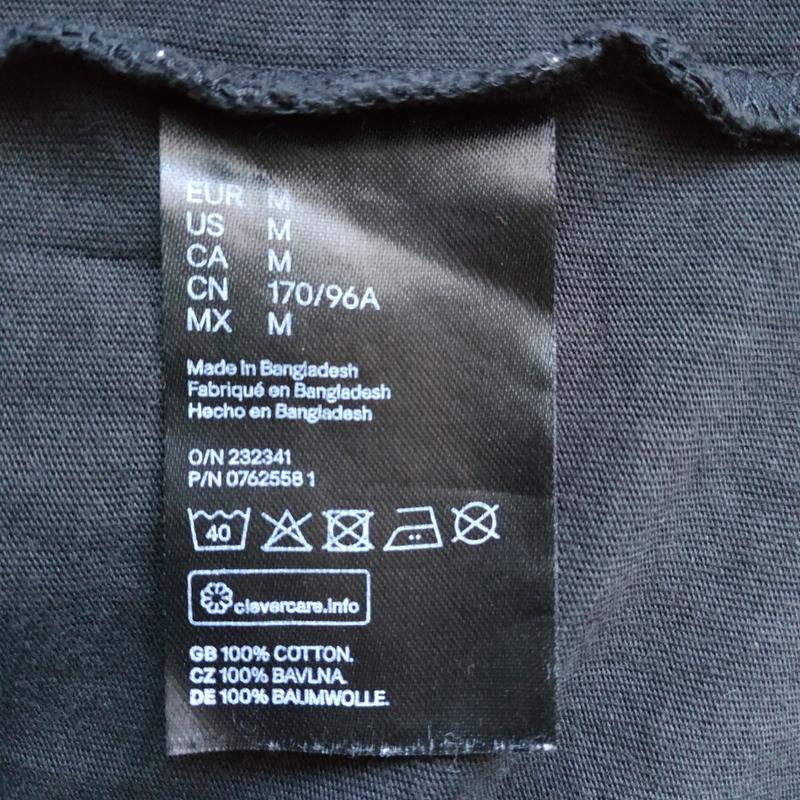 EUR M
US M
CA M
CN 170/96A
MX M
Made in Bangladesh
Fabriqué en Bangladesh
Hecho en Bangladesh
O/N 232341
P/N 0762558 1
40
clevercare.info
GB 100% COTTON.
CZ 100% BAVLNA.
DE 100% BAUMWOLLE.